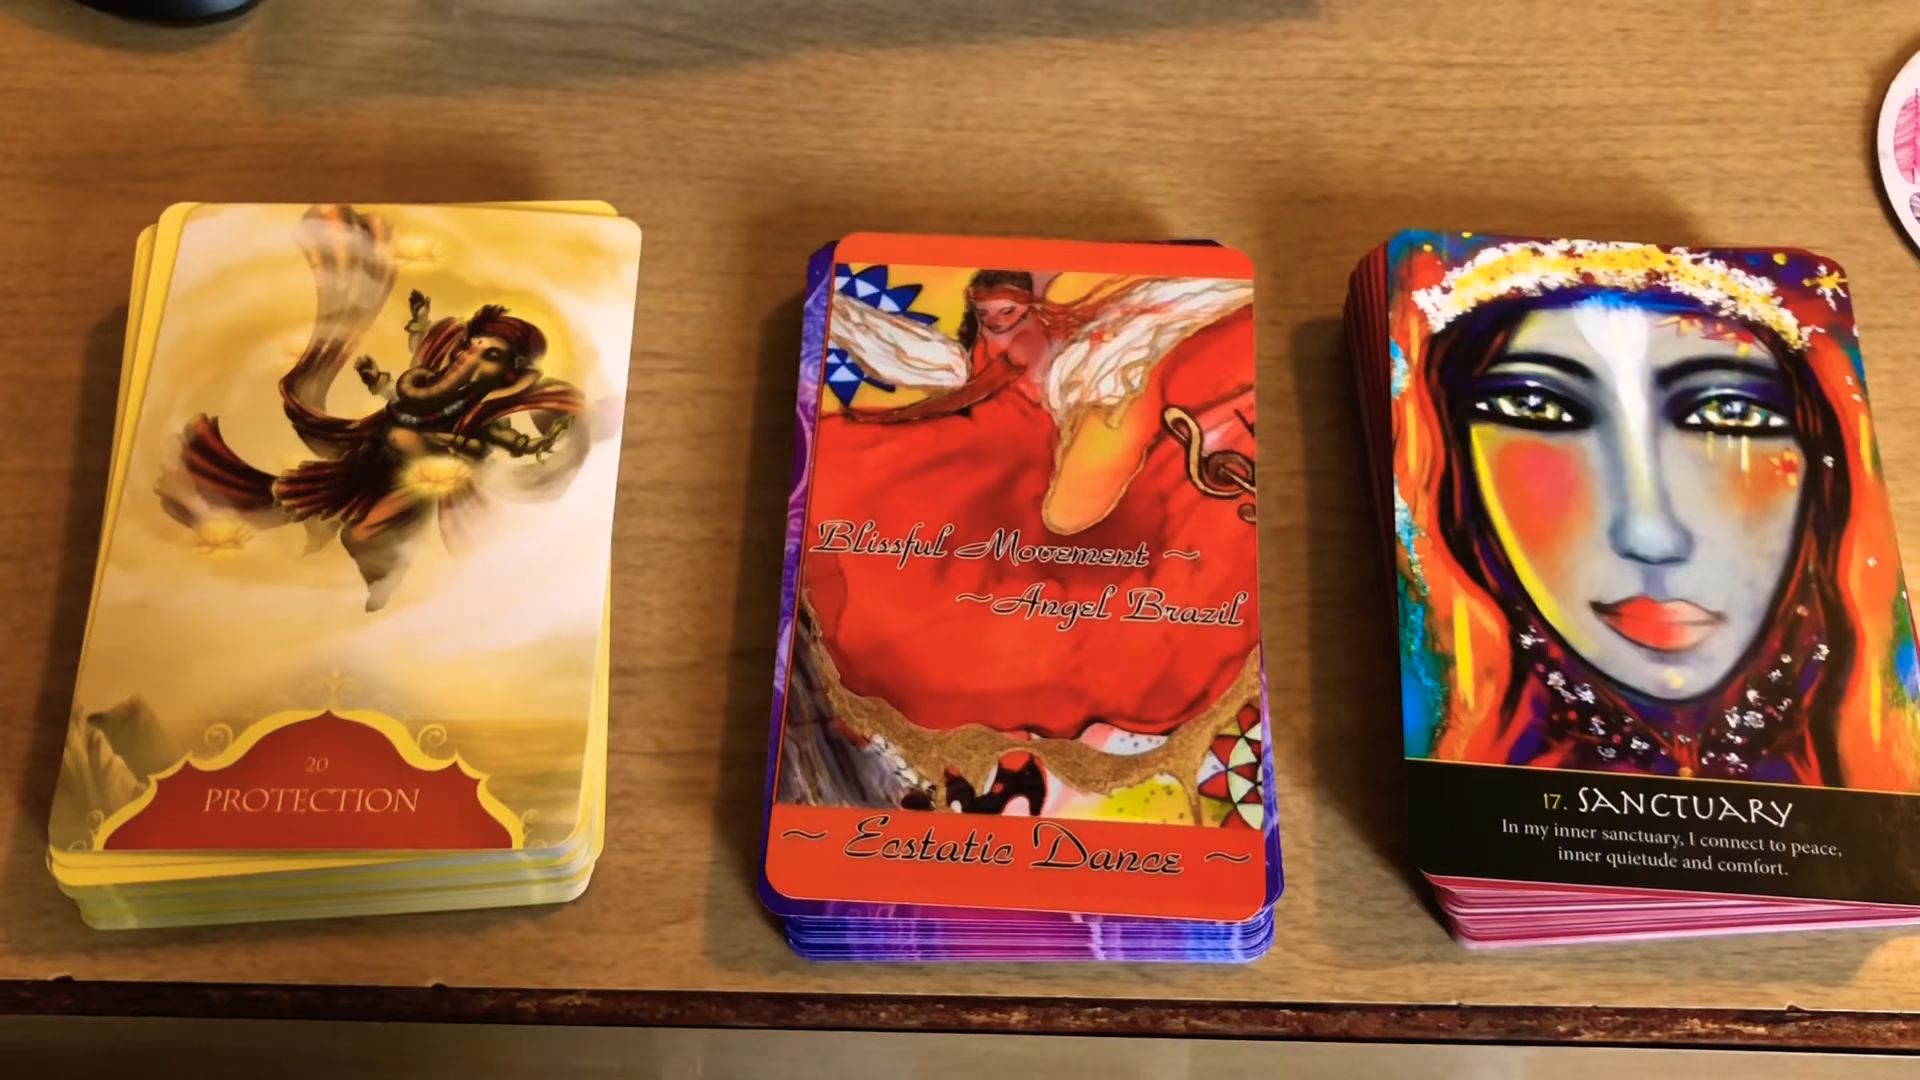 20
PROTECTION
Blissful Movement ~
~Angel Brazil
~ Ecstatic Dance ~
17. SANCTUARY
In my inner sanctuary, I connect to peace,
inner quietude and comfort.